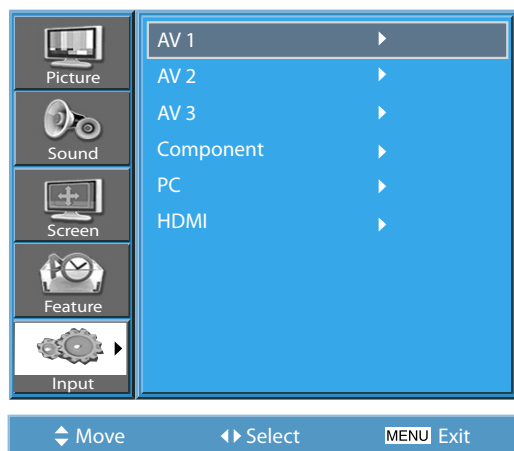 Picture
Sound
Screen
Feature
Input
AV 1
AV 2
AV 3
Component
PC
HDMI
Move Select MENU Exit